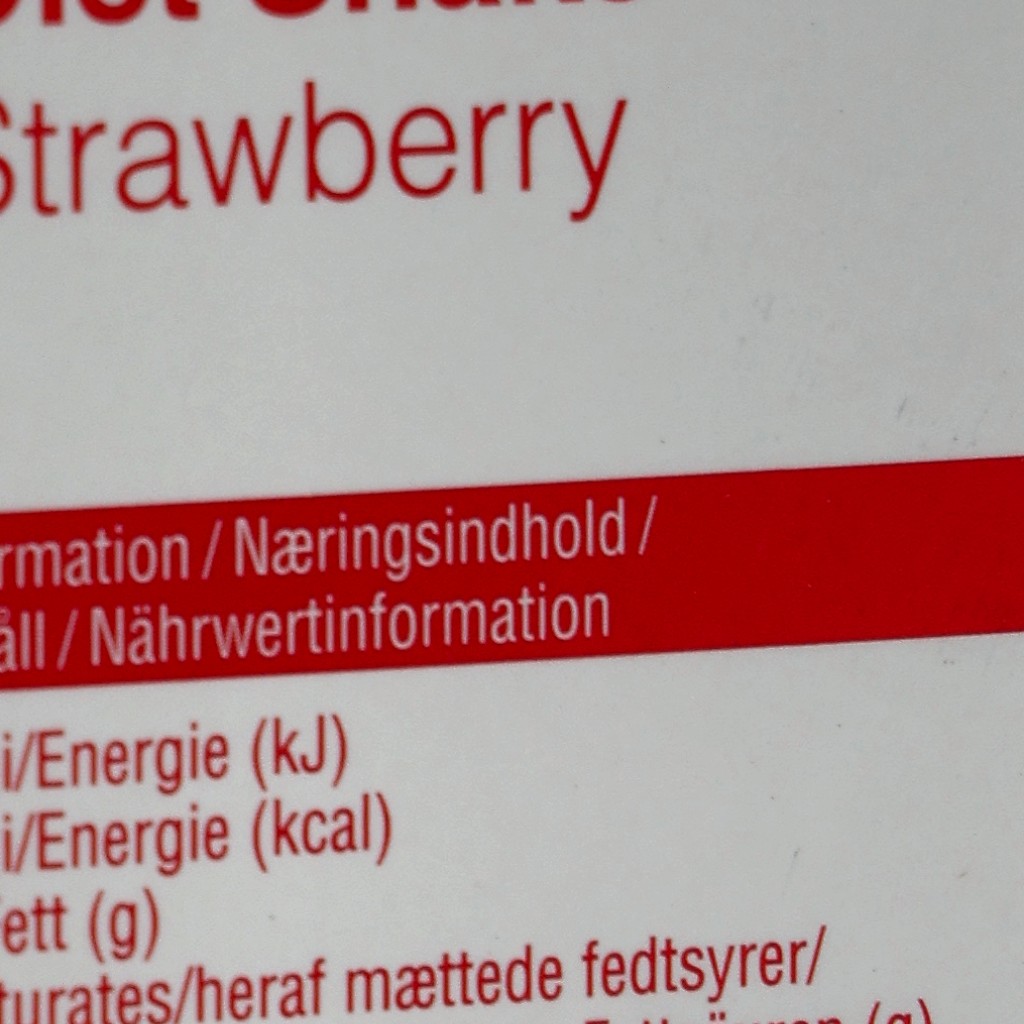 Strawberry
rmation / Næringsindhold /
åll / Nährwertinformation
i/Energie (kJ)
i/Energie (kcal)
ett (g)
turates/heraf mættede fedtsyrer/
(g)